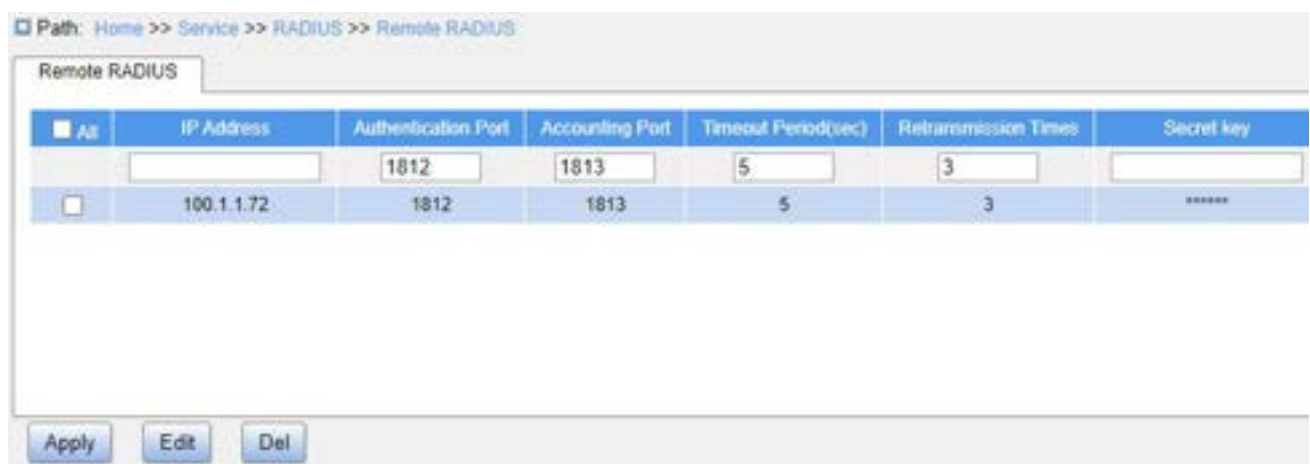 Path: Home >> Service >> RADIUS >> Remote RADIUS
Remote RADIUS
All IP Address Authentication Port Accounting Port Timeout Period(sec) Retransmission Times Secret key
1812 1813 5 3
100.1.1.72 1812 1813 5 3 ******
Apply Edit Del